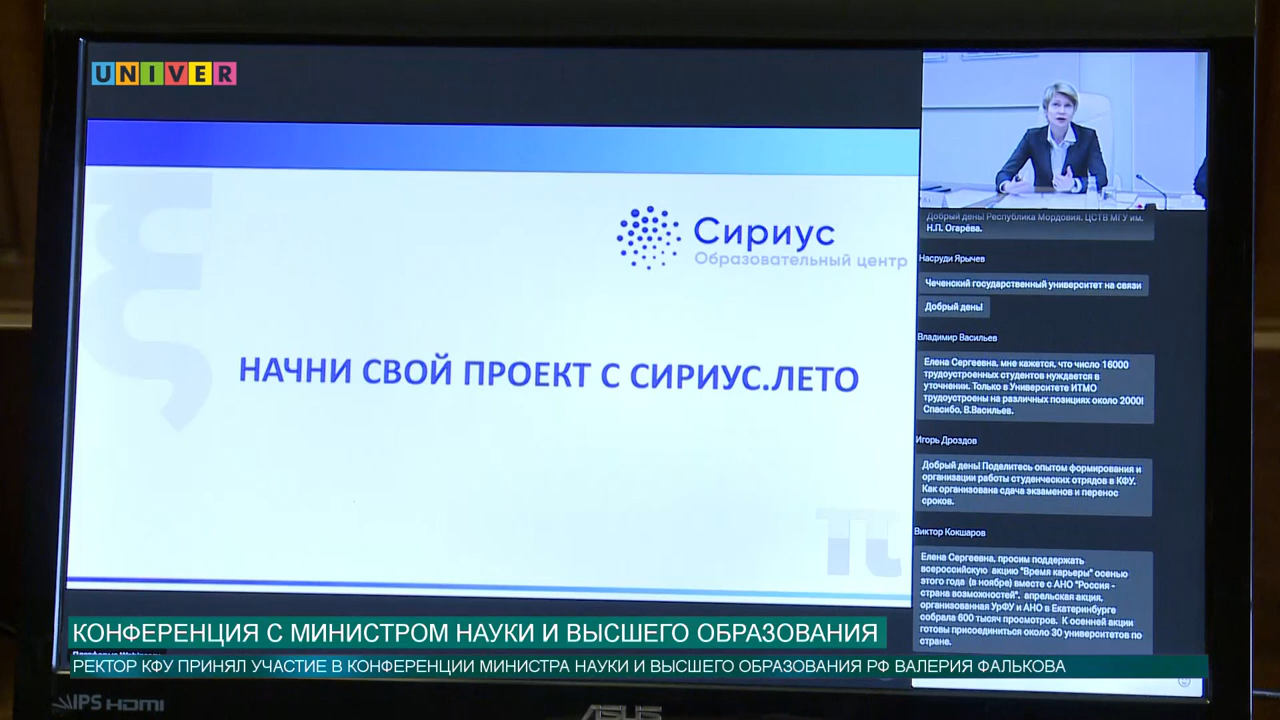 UNIVER
Сириус
Образовательный центр
НАЧНИ СВОЙ ПРОЕКТ С СИРИУС.ЛЕТО
Добрый день! Республика Мордовия. ЦСТВ МГУ им.
Н.П. Огарёва.
Насруди Ярычев
Чеченский государственный университет на связи
Добрый день!
Владимир Васильев
Елена Сергеевна, мне кажется, что число 16000
трудоустроенных студентов нуждается в
уточнении. Только в Университете ИТМО
трудоустроены на различных позициях около 2000!
Спасибо, В.Васильев.
Игорь Дроздов
Добрый день! Поделитесь опытом формирования и
организации работы студенческих отрядов в КФУ.
Как организована сдача экзаменов и перенос
сроков.
Виктор Кокшаров
Елена Сергеевна, просим поддержать
всероссийскую акцию "Время карьеры" осенью
этого года (в ноябре) вместе с АНО "Россия -
страна возможностей". апрельская акция,
организованная УрФУ и АНО в Екатеринбурге
собрала 600 тысяч просмотров. К осенней акции
готовы присоединиться около 30 университетов по
стране.
КОНФЕРЕНЦИЯ С МИНИСТРОМ НАУКИ И ВЫСШЕГО ОБРАЗОВАНИЯ
РЕКТОР КФУ ПРИНЯЛ УЧАСТИЕ В КОНФЕРЕНЦИИ МИНИСТРА НАУКИ И ВЫСШЕГО ОБРАЗОВАНИЯ РФ ВАЛЕРИЯ ФАЛЬКОВА
IPS HDMI
ASUS